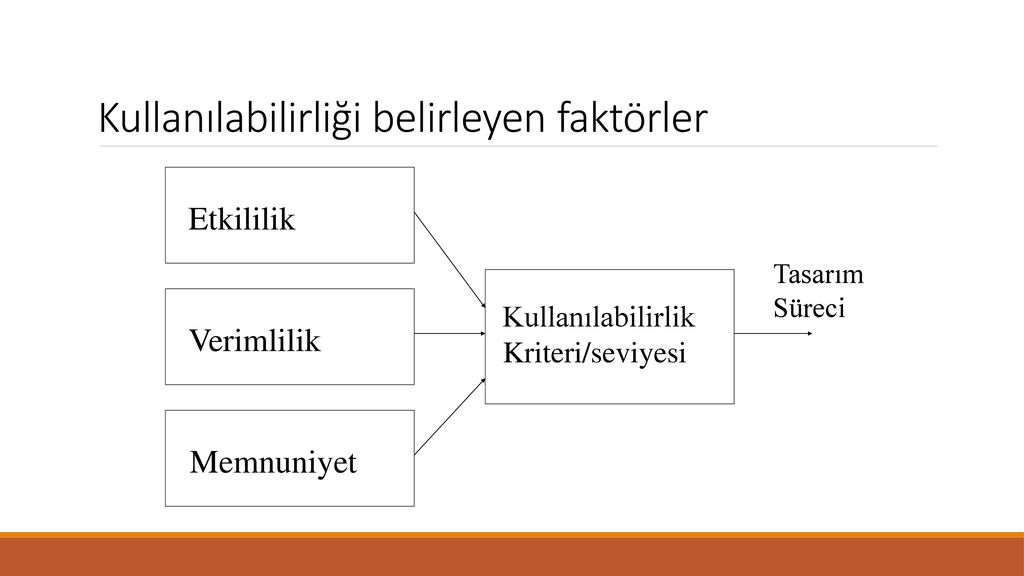 Kullanılabilirliği belirleyen faktörler
Etkililik
Verimlilik
Memnuniyet
Kullanılabilirlik
Kriteri/seviyesi
Tasarım
Süreci